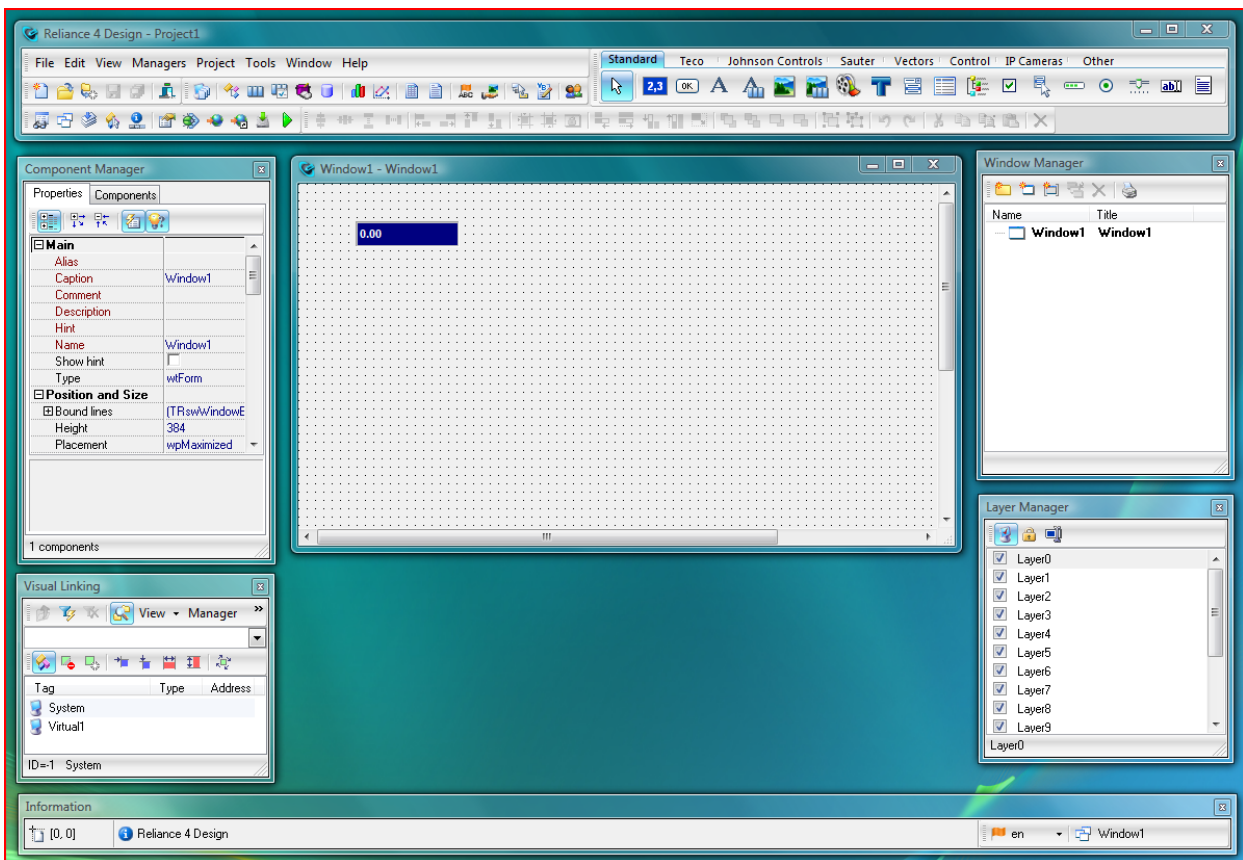 Reliance 4 Design - Project1
File Edit View Managers Project Tools Window Help
Standard Teco Johnson Controls Sauter Vectors Control IP Cameras Other
2,3 OK A A T ab
ABC
Component Manager
Properties Components
Main
Alias
Caption Window1
Comment
Description
Hint
Name Window1
Show hint
Type wtForm
Position and Size
Bound lines (TRswWindowE
Height 384
Placement wpMaximized
1 components
Window1 - Window1
0.00
Window Manager
Name Title
Window1 Window1
Layer Manager
Layer0
Layer1
Layer2
Layer3
Layer4
Layer5
Layer6
Layer7
Layer8
Layer9
Layer0
Visual Linking
View Manager »
Tag Type Address
System
Virtual1
ID=-1 System
Information
[0, 0] Reliance 4 Design en Window1